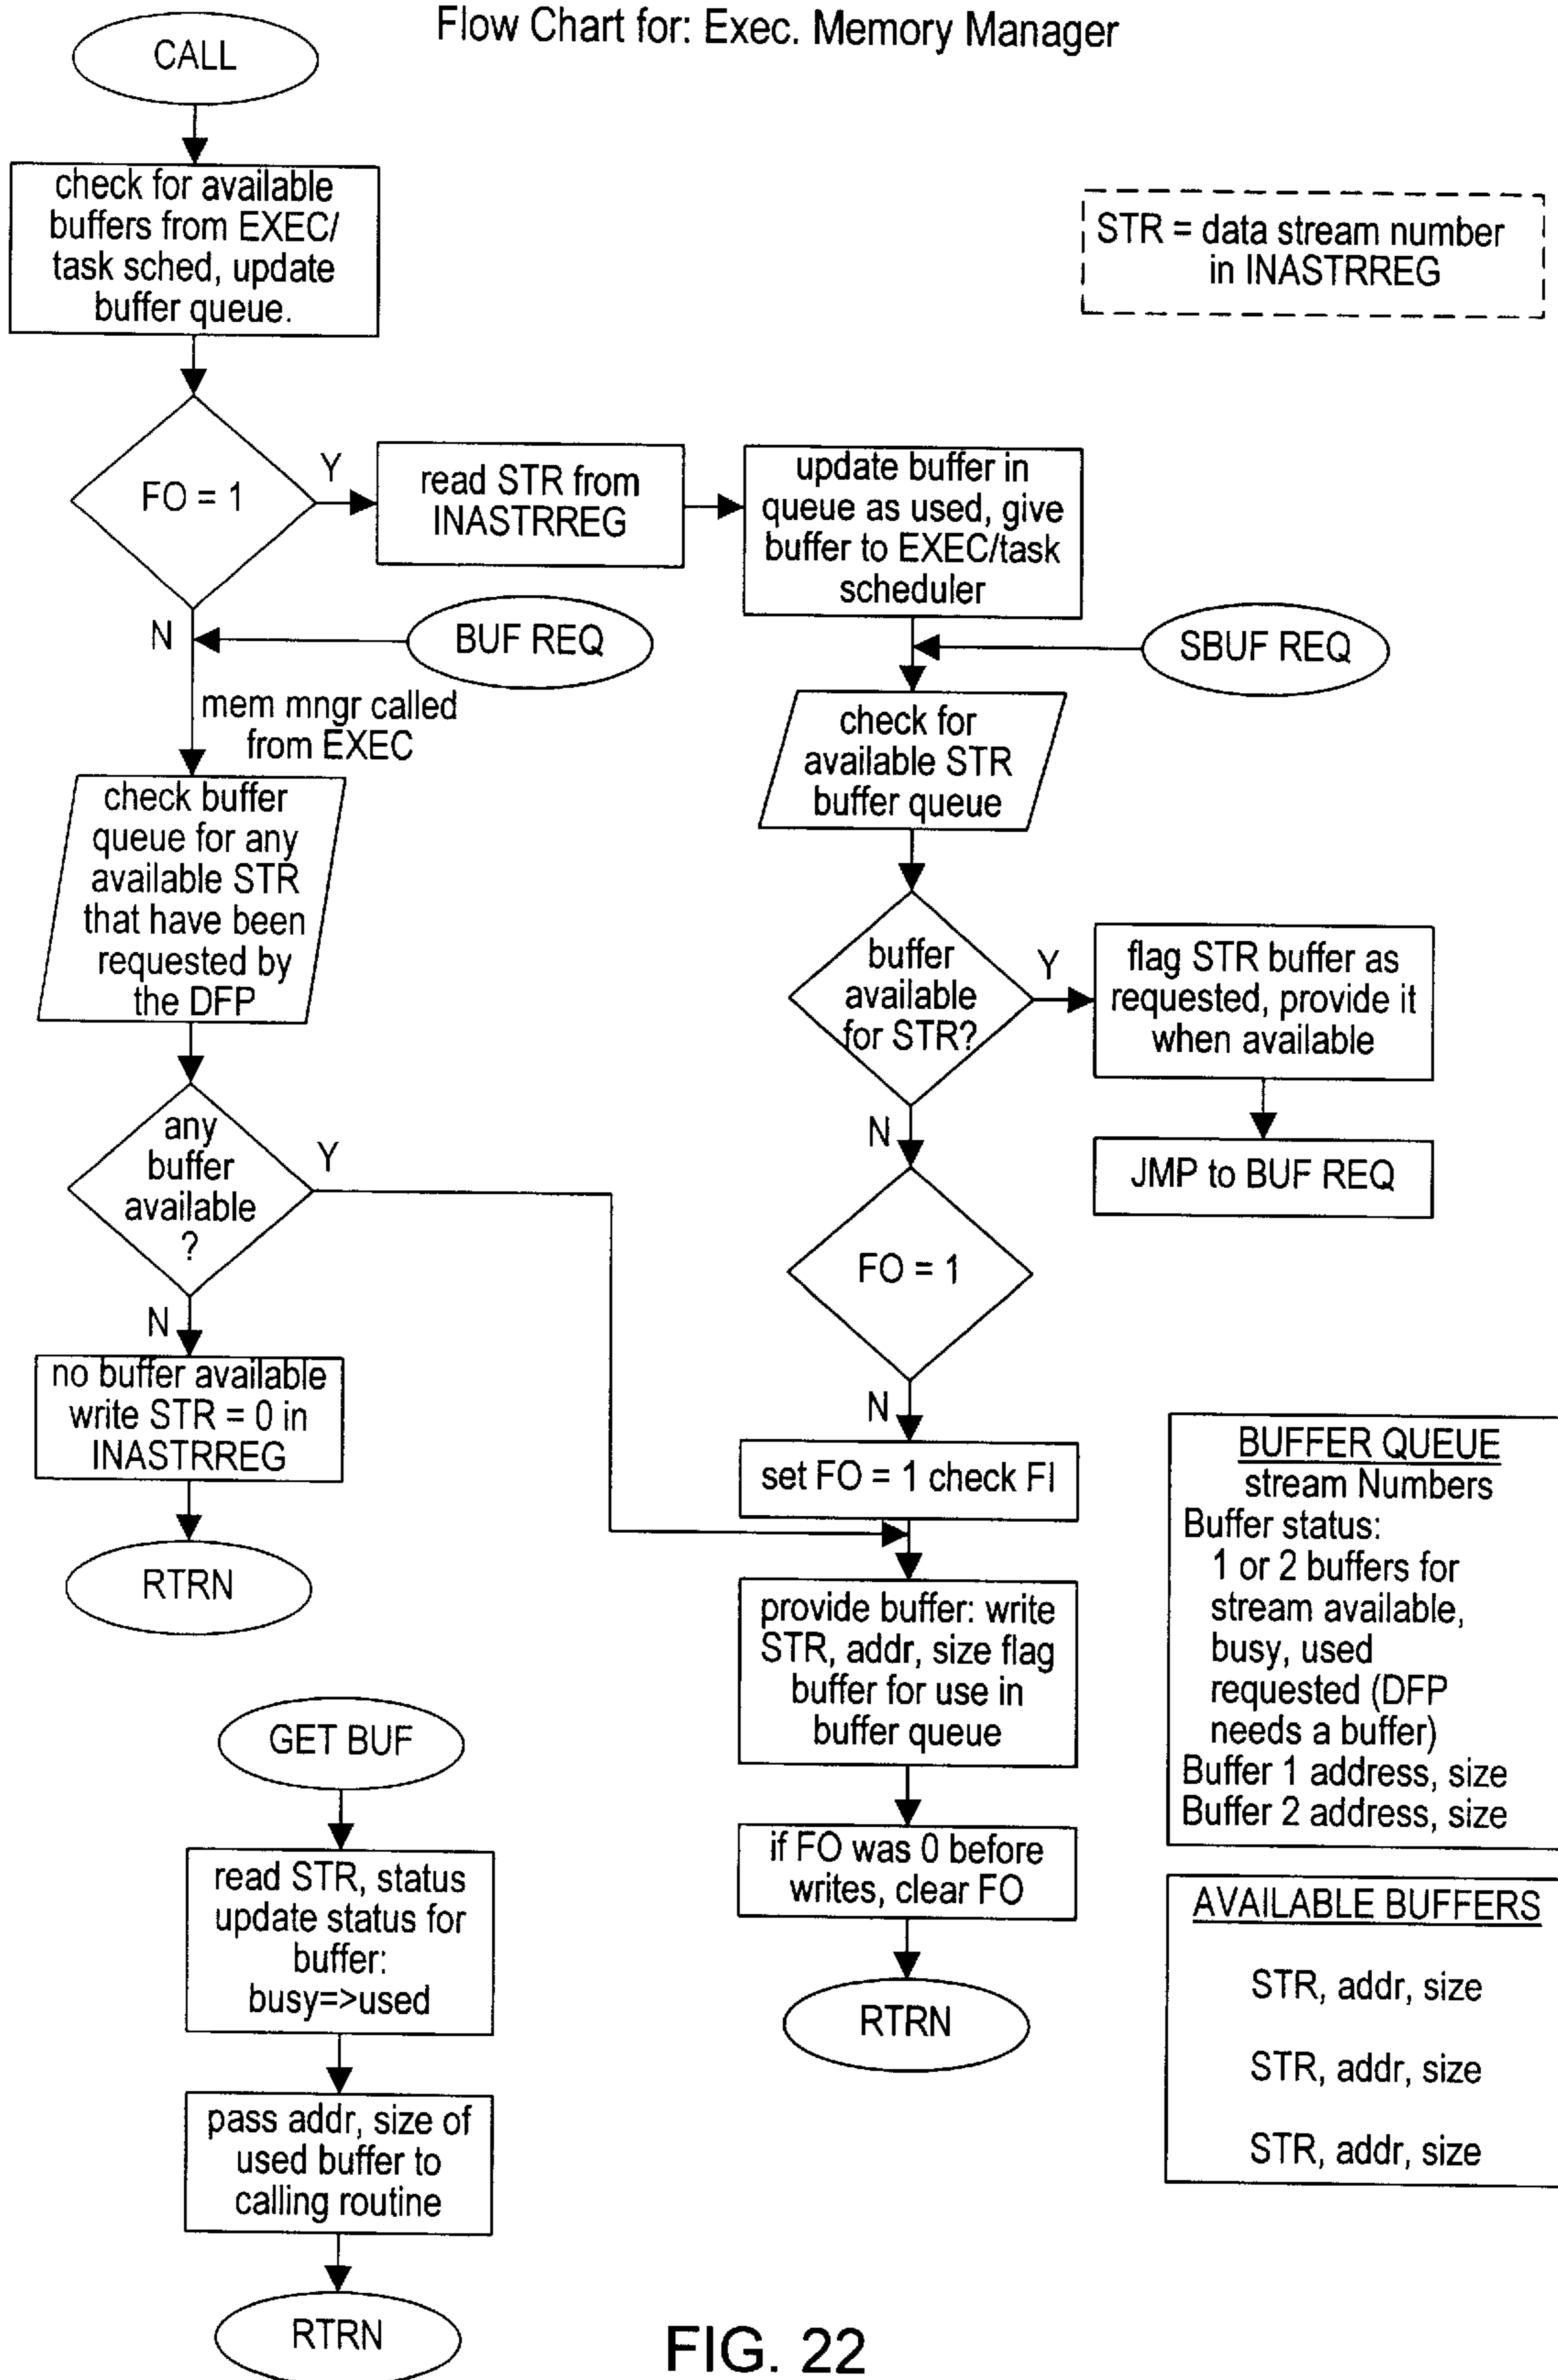 Flow Chart for: Exec. Memory Manager
CALL
check for available
buffers from EXEC/
task sched, update
buffer queue.
STR = data stream number
in INASTRREG
FO = 1
Y
read STR from
INASTRREG
update buffer in
queue as used, give
buffer to EXEC/task
scheduler
N
BUF REQ
SBUF REQ
mem mngr called
from EXEC
check buffer
queue for any
available STR
that have been
requested by
the DFP
check for
available STR
buffer queue
buffer
available
for STR?
Y
flag STR buffer as
requested, provide it
when available
JMP to BUF REQ
N
any
buffer
available
?
Y
FO = 1
N
no buffer available
write STR = 0 in
INASTRREG
RTRN
N
set FO = 1 check FI
provide buffer: write
STR, addr, size flag
buffer for use in
buffer queue
if FO was 0 before
writes, clear FO
RTRN
BUFFER QUEUE
stream Numbers
Buffer status:
1 or 2 buffers for
stream available,
busy, used
requested (DFP
needs a buffer)
Buffer 1 address, size
Buffer 2 address, size
AVAILABLE BUFFERS
STR, addr, size
STR, addr, size
STR, addr, size
GET BUF
read STR, status
update status for
buffer:
busy=>used
pass addr, size of
used buffer to
calling routine
RTRN
FIG. 22